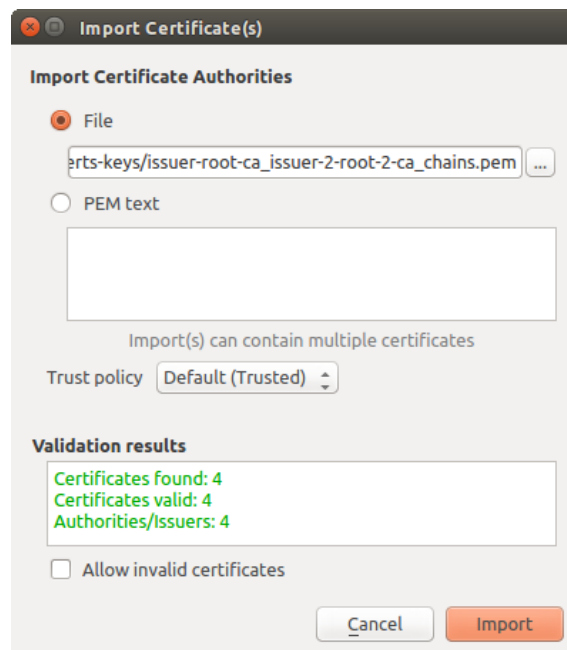 Import Certificate(s)
Import Certificate Authorities
File
erts-keys/issuer-root-ca_issuer-2-root-2-ca_chains.pem
...
PEM text
Import(s) can contain multiple certificates
Trust policy Default (Trusted)
Validation results
Certificates found: 4
Certificates valid: 4
Authorities/Issuers: 4
Allow invalid certificates
Cancel Import